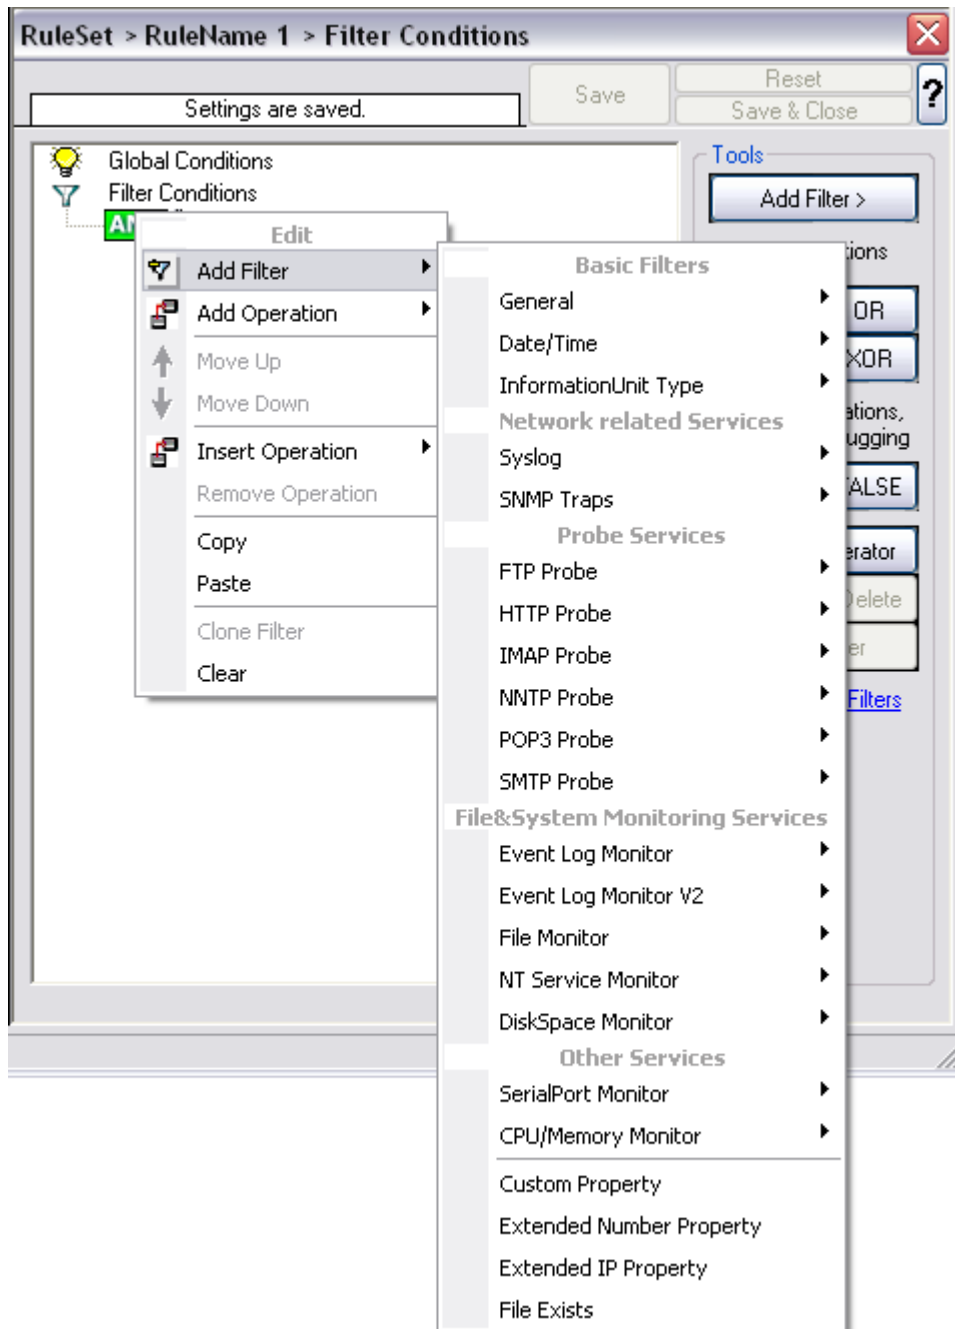 RuleSet > RuleName 1 > Filter Conditions
Reset
Save
?
Settings are saved.
Save & Close
Global Conditions
Tools
Filter Conditions
Add Filter >
Edit
Add Filter
Basic Filters
General
OR
Add Operation
Date/Time
XOR
Move Up
InformationUnit Type
Move Down
Network related Services
Insert Operation
Syslog
Remove Operation
SNMP Traps
Probe Services
Copy
FTP Probe
Paste
HTTP Probe
Clone Filter
IMAP Probe
Clear
NNTP Probe
Filters
POP3 Probe
SMTP Probe
File&System Monitoring Services
Event Log Monitor
Event Log Monitor V2
File Monitor
NT Service Monitor
DiskSpace Monitor
Other Services
SerialPort Monitor
CPU/Memory Monitor
Custom Property
Extended Number Property
Extended IP Property
File Exists